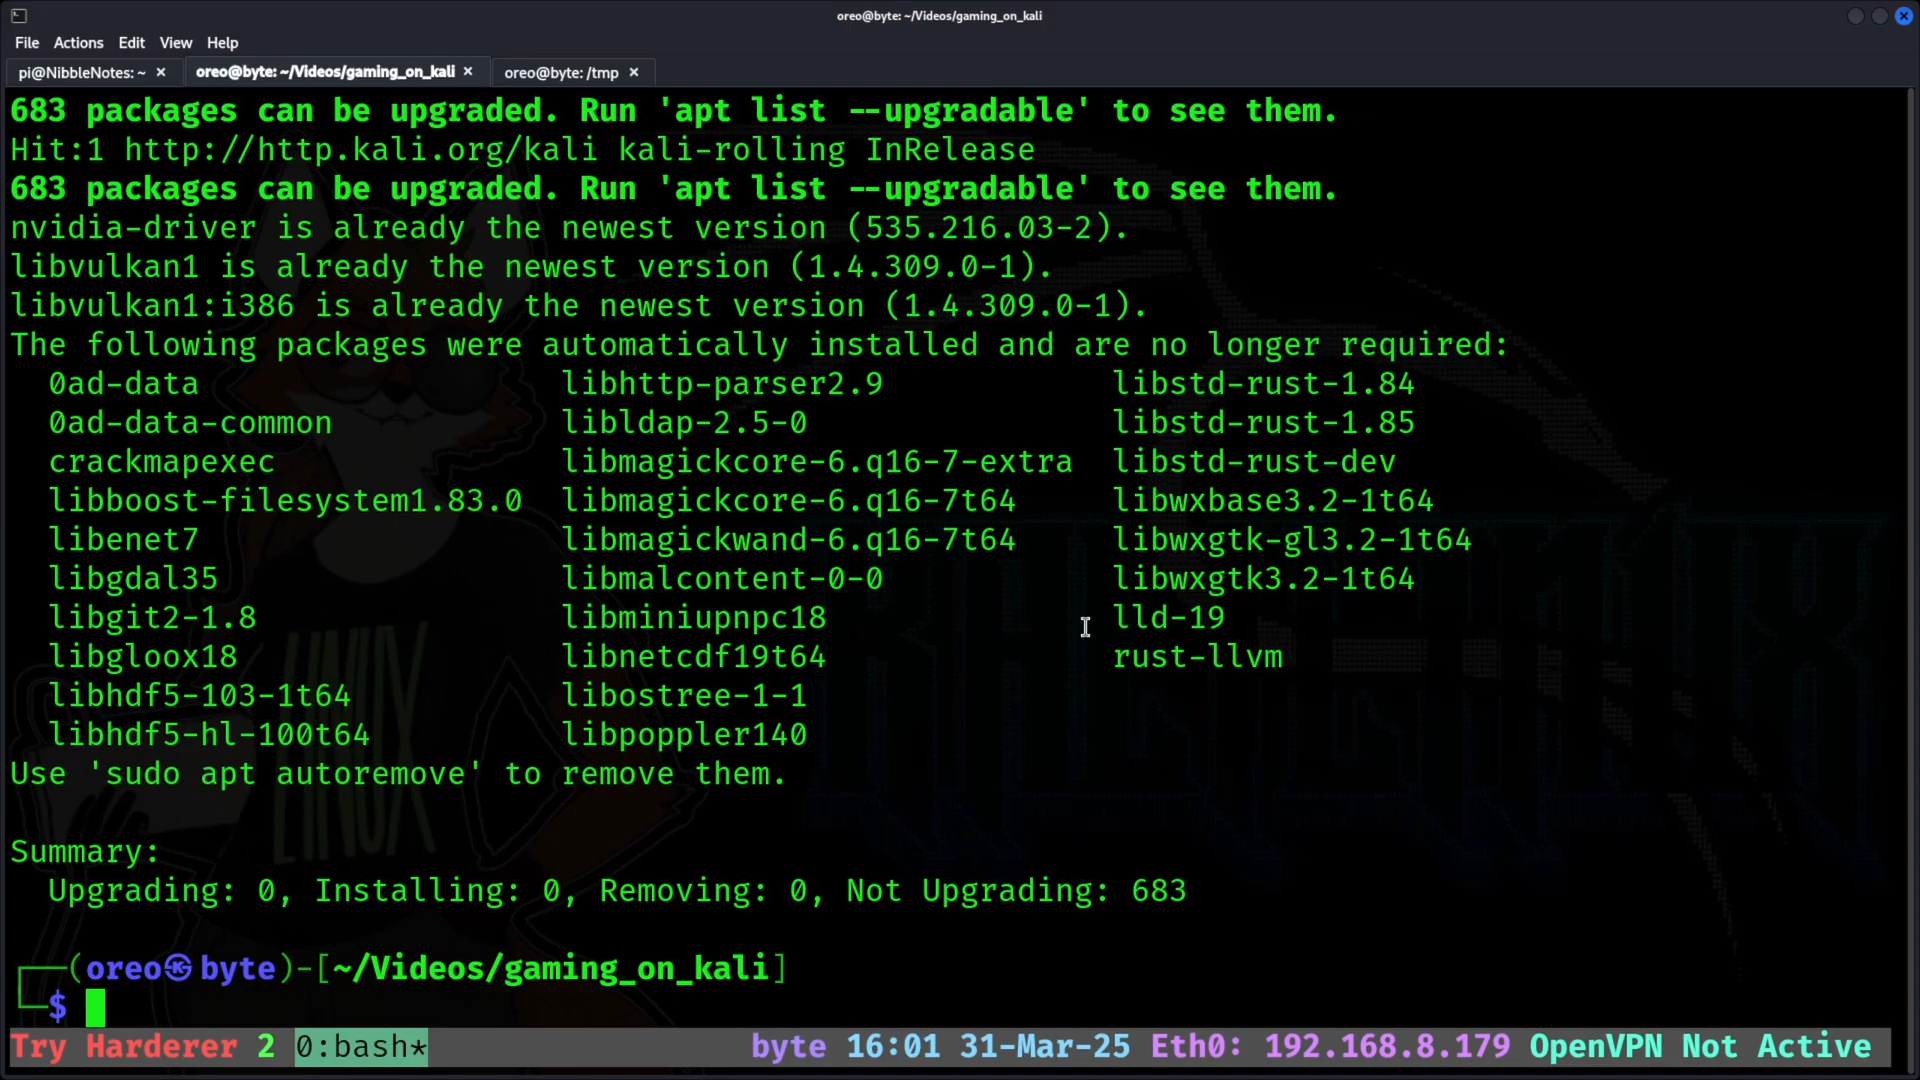 oreo@byte: ~/Videos/gaming_on_kali
File Actions Edit View Help
pi@NibbleNotes: ~ × oreo@byte: ~/Videos/gaming_on_kali × oreo@byte: /tmp ×
683 packages can be upgraded. Run 'apt list --upgradable' to see them.
Hit:1 http://http.kali.org/kali kali-rolling InRelease
683 packages can be upgraded. Run 'apt list --upgradable' to see them.
nvidia-driver is already the newest version (535.216.03-2).
libvulkan1 is already the newest version (1.4.309.0-1).
libvulkan1:i386 is already the newest version (1.4.309.0-1).
The following packages were automatically installed and are no longer required:
0ad-data libhttp-parser2.9 libstd-rust-1.84
0ad-data-common libldap-2.5-0 libstd-rust-1.85
crackmapexec libmagickcore-6.q16-7-extra libstd-rust-dev
libboost-filesystem1.83.0 libmagickcore-6.q16-7t64 libwxbase3.2-1t64
libenet7 libmagickwand-6.q16-7t64 libwxgtk-gl3.2-1t64
libgdal35 libmalcontent-0-0 libwxgtk3.2-1t64
libgit2-1.8 libminiupnpc18 lld-19
libgloox18 libnetcdf19t64 rust-llvm
libhdf5-103-1t64 libostree-1-1
libhdf5-hl-100t64 libpoppler140
Use 'sudo apt autoremove' to remove them.
Summary:
Upgrading: 0, Installing: 0, Removing: 0, Not Upgrading: 683
┌──(oreo㉿byte)-[~/Videos/gaming_on_kali]
└─$
Try Harderer 2 0:bash* byte 16:01 31-Mar-25 Eth0: 192.168.8.179 OpenVPN Not Active
LINUX